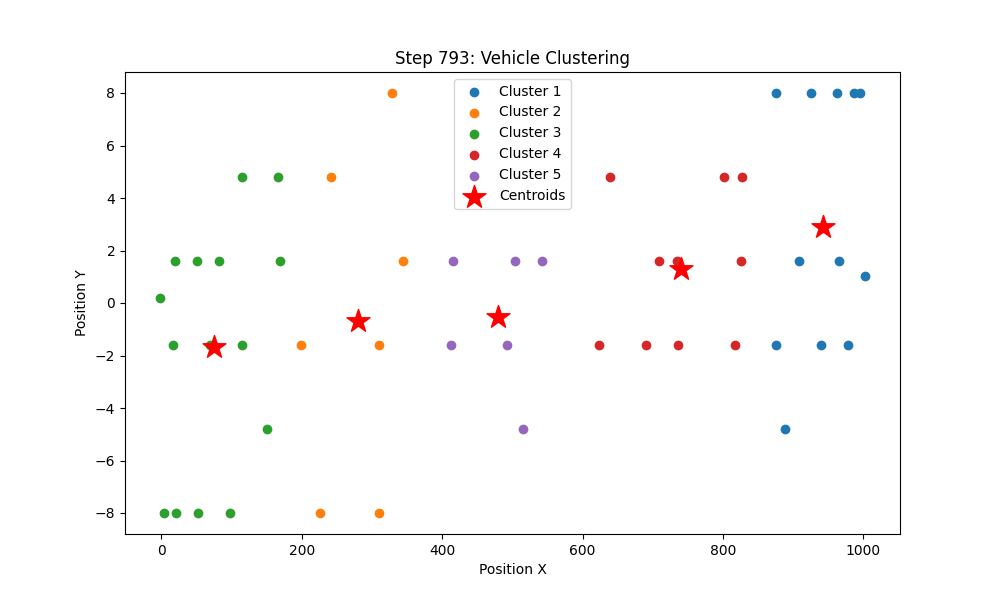 Step 793: Vehicle Clustering
Cluster 1
Cluster 2
Cluster 3
Cluster 4
Cluster 5
Centroids
8
6
4
2
0
−2
−4
−6
−8
Position Y
0 200 400 600 800 1000
Position X